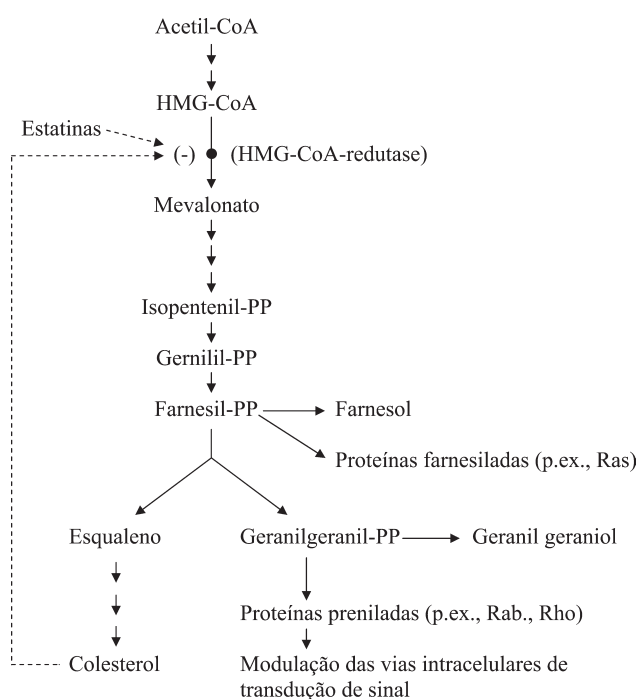 Acetil-CoA
HMG-CoA
Estatinas
(-) (HMG-CoA-redutase)
Mevalonato
Isopentenil-PP
Gernilil-PP
Farnesil-PP Farnesol
Proteínas farnesiladas (p.ex., Ras)
Esqualeno Geranilgeranil-PP Geranil geraniol
Proteínas preniladas (p.ex., Rab., Rho)
Colesterol Modulação das vias intracelulares de
transdução de sinal